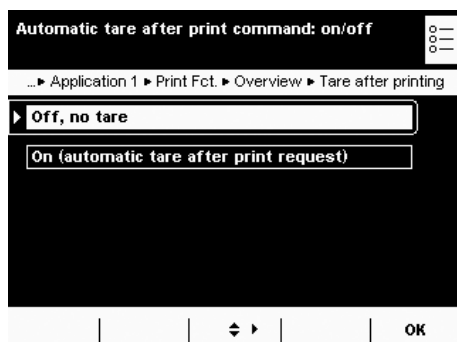 Automatic tare after print command: on/off
...▸ Application 1 ▸ Print Fct. ▸ Overview ▸ Tare after printing
Off, no tare
On (automatic tare after print request)
OK